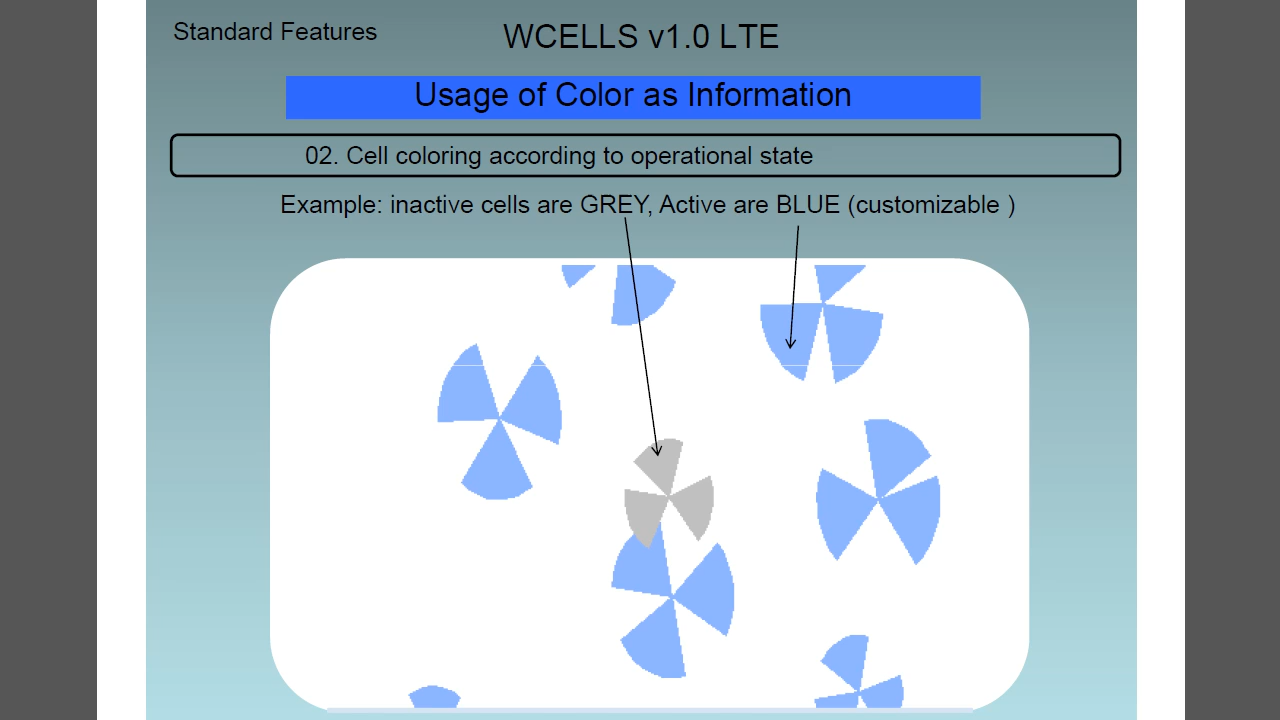 Standard Features
WCELLS v1.0 LTE
Usage of Color as Information
02. Cell coloring according to operational state
Example: inactive cells are GREY, Active are BLUE (customizable )